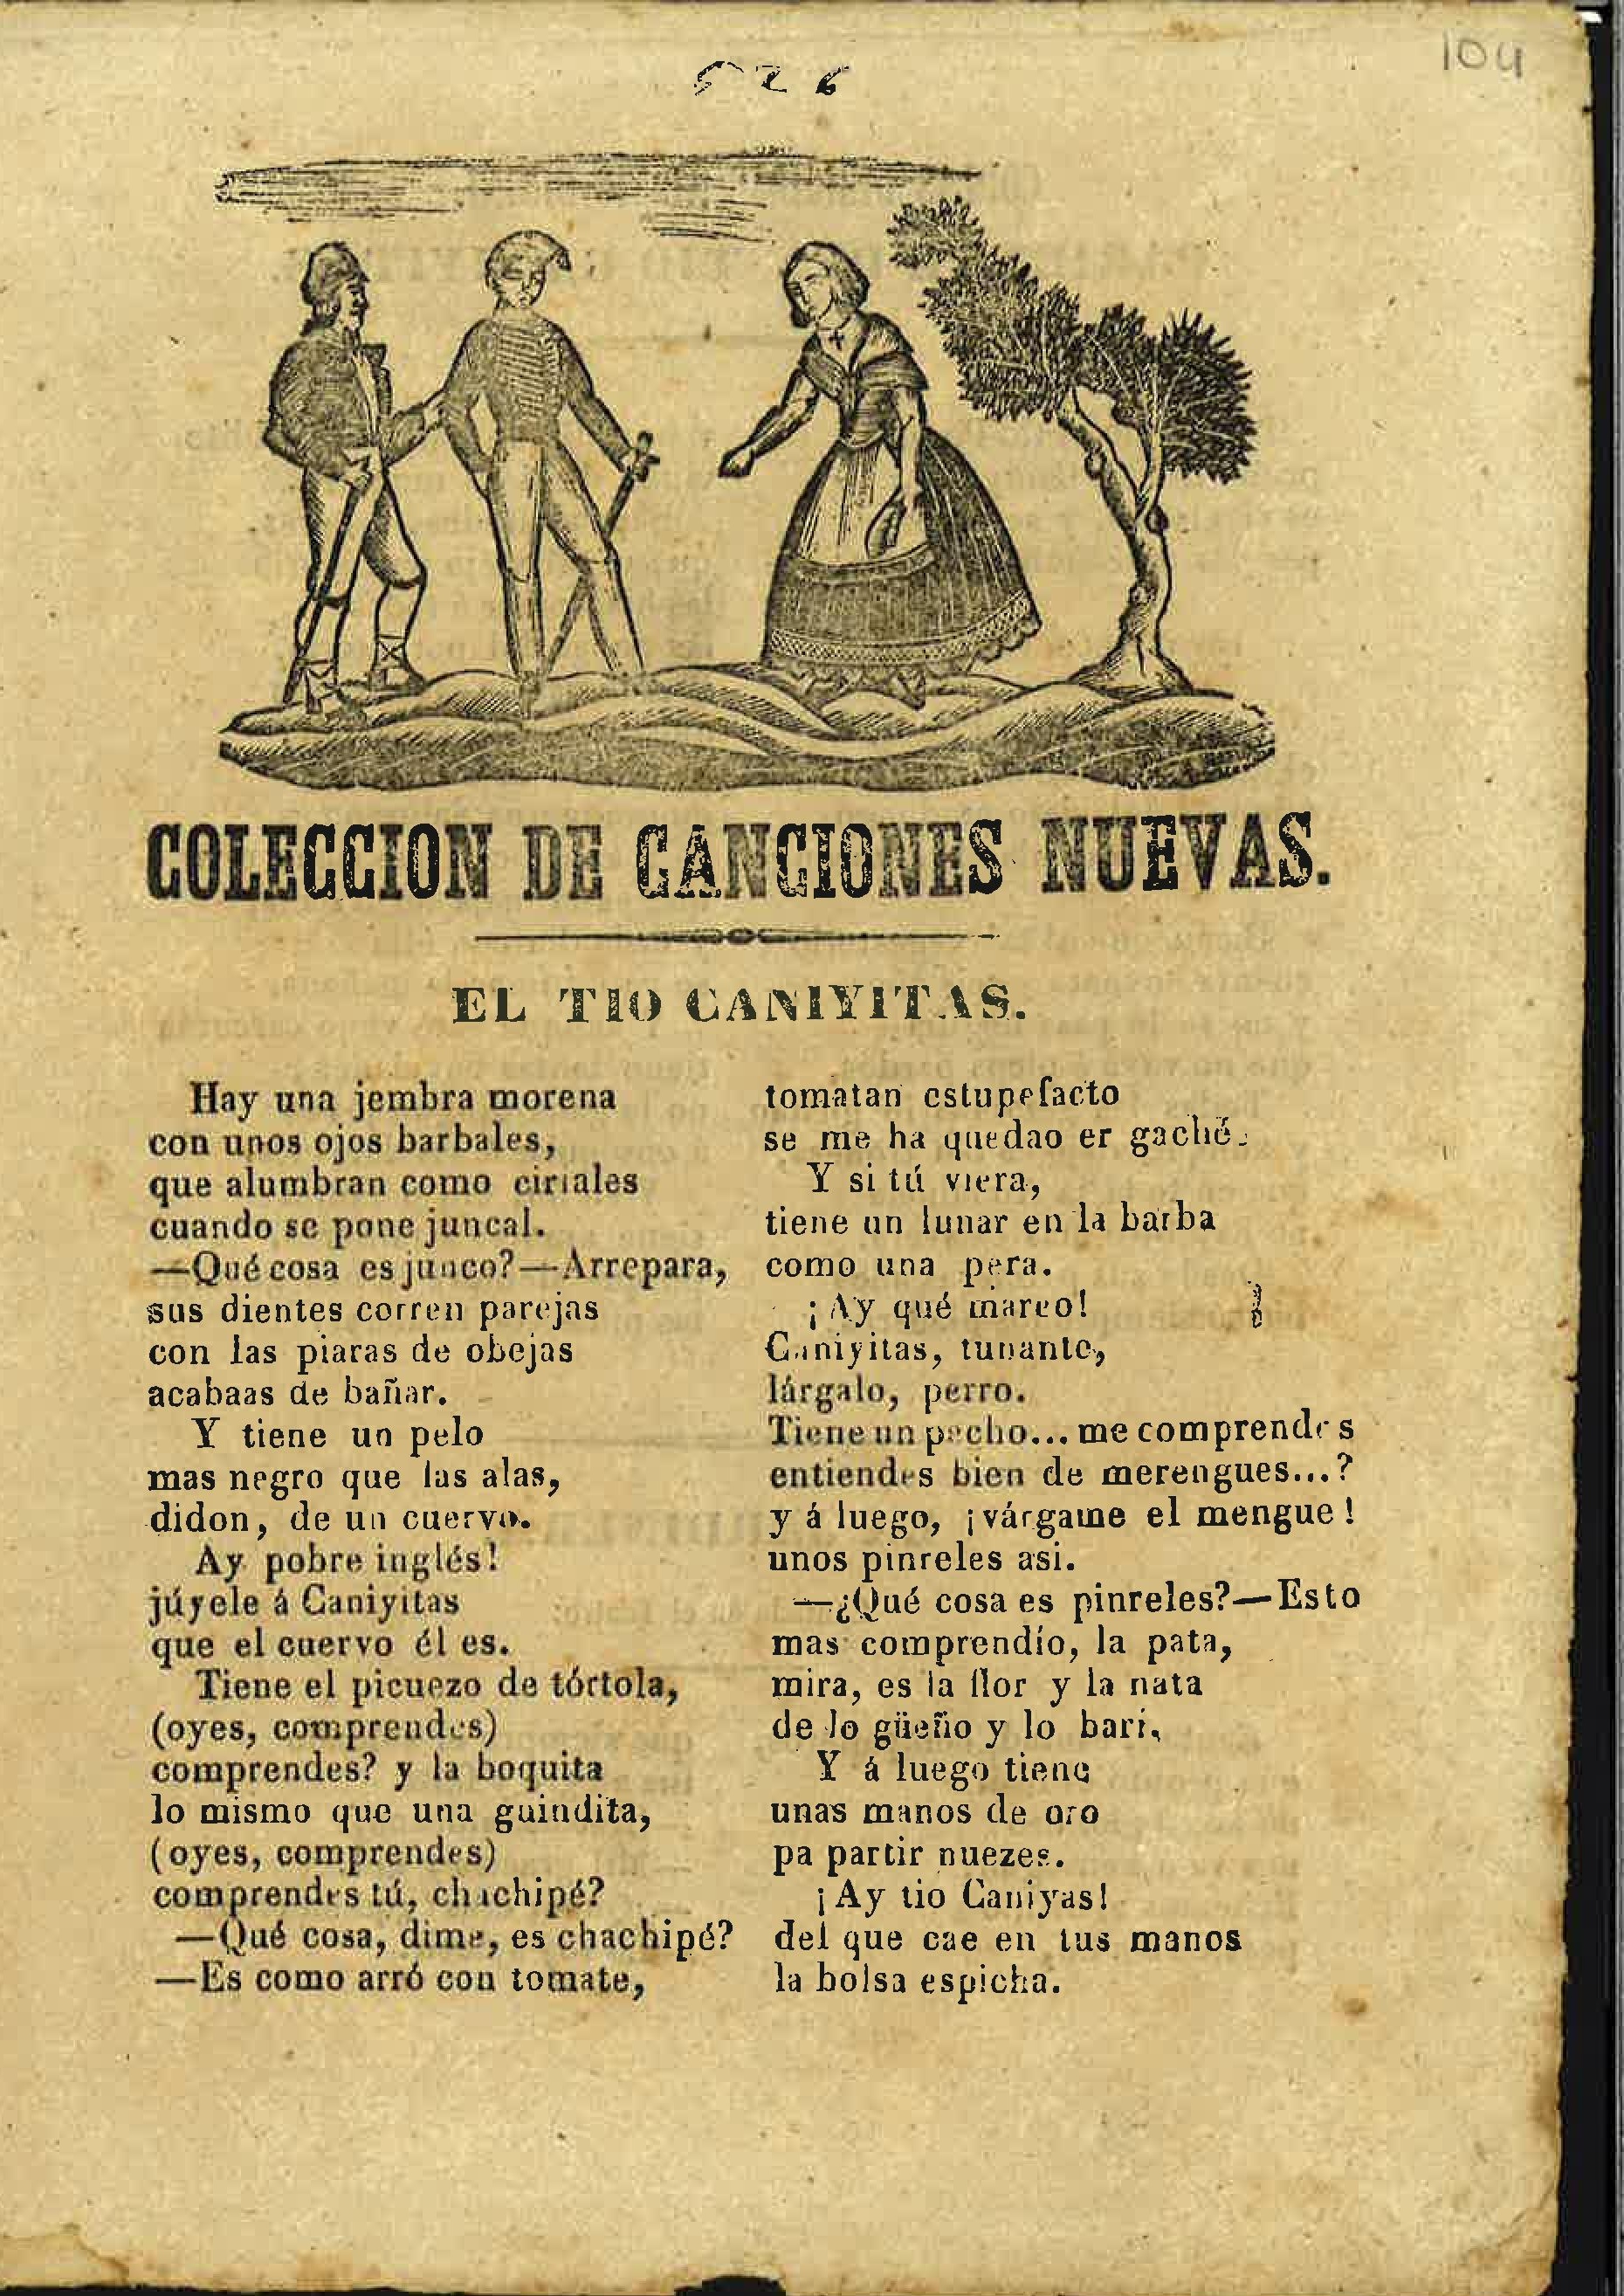 104
526
COLECCION DE CANCIONES NUEVAS.
EL TIO CANIYITAS.
Hay una jembra morena
con unos ojos barbales,
que alumbran como ciriales
cuando se pone juncal.
—Qué cosa es junco?—Arrepara,
sus dientes corren parejas
con las piaras de obejas
acabaas de bañar.
Y tiene un pelo
mas negro que las alas,
didon, de un cuervo.
Ay pobre inglés!
júyele á Caniyitas
que el cuervo él es.
Tiene el picuezo de tórtola,
(oyes, comprendes)
comprendes? y la boquita
lo mismo que una guindita,
(oyes, comprendes)
comprendes tú, chachipé?
—Qué cosa, dime, es chachipé?
—Es como arró con tomate,
tomatan estupefacto
se me ha quedao er gaché.
Y si tú viera,
tiene un lunar en la barba
como una pera.
¡Ay qué mareo!
Caniyitas, tunante,
lárgalo, perro.
Tiene un pecho... me comprendes
entiendes bien de merengues...?
y á luego, ¡várgame el mengue!
unos pinreles asi.
—¿Qué cosa es pinreles?—Esto
mas comprendío, la pata,
mira, es la flor y la nata
de lo güeño y lo bari,
Y á luego tiene
unas manos de oro
pa partir nuezes.
¡Ay tio Caniyas!
del que cae en tus manos
la bolsa espicha.